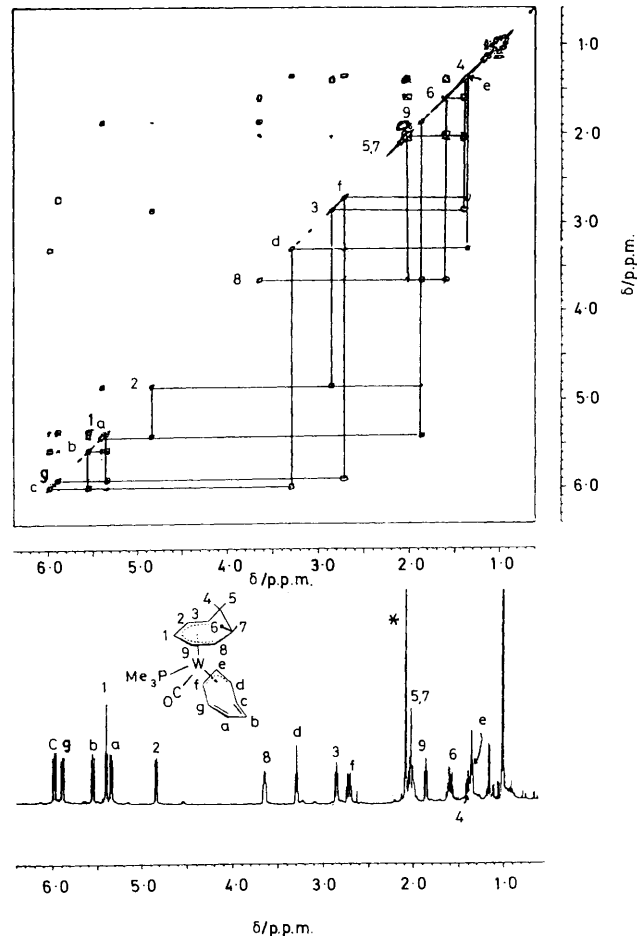 1·0
2·0
3·0
4·0
5·0
6·0
δ/p.p.m.
4
e
6
9
5,7
f
3
d
8
2
1
a
b
g
c
6·0 5·0 4·0 3·0 2·0 1·0
δ/p.p.m.
4 5
2 3
6 7
1
9 8
W e
Me3P f d
OC c
g
a b
*
1
5,7
C g b a 2 8 d 3 f 9 6 e
4
6·0 5·0 4·0 3·0 2·0 1·0
δ/p.p.m.